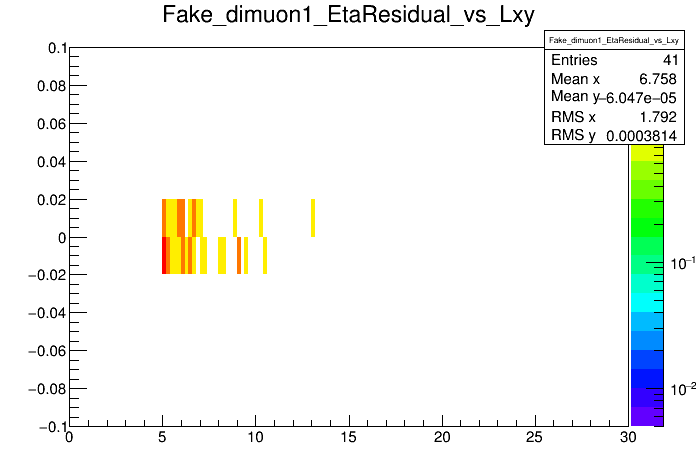 Fake_dimuon1_EtaResidual_vs_Lxy
Fake_dimuon1_EtaResidual_vs_Lxy
Entries 41
Mean x 6.758
Mean y −6.047e−05
RMS x 1.792
RMS y 0.0003814
0.1
0.08
0.06
0.04
0.02
0
−0.02
−0.04
−0.06
−0.08
−0.1
0 5 10 15 20 25 30
10−1
10−2